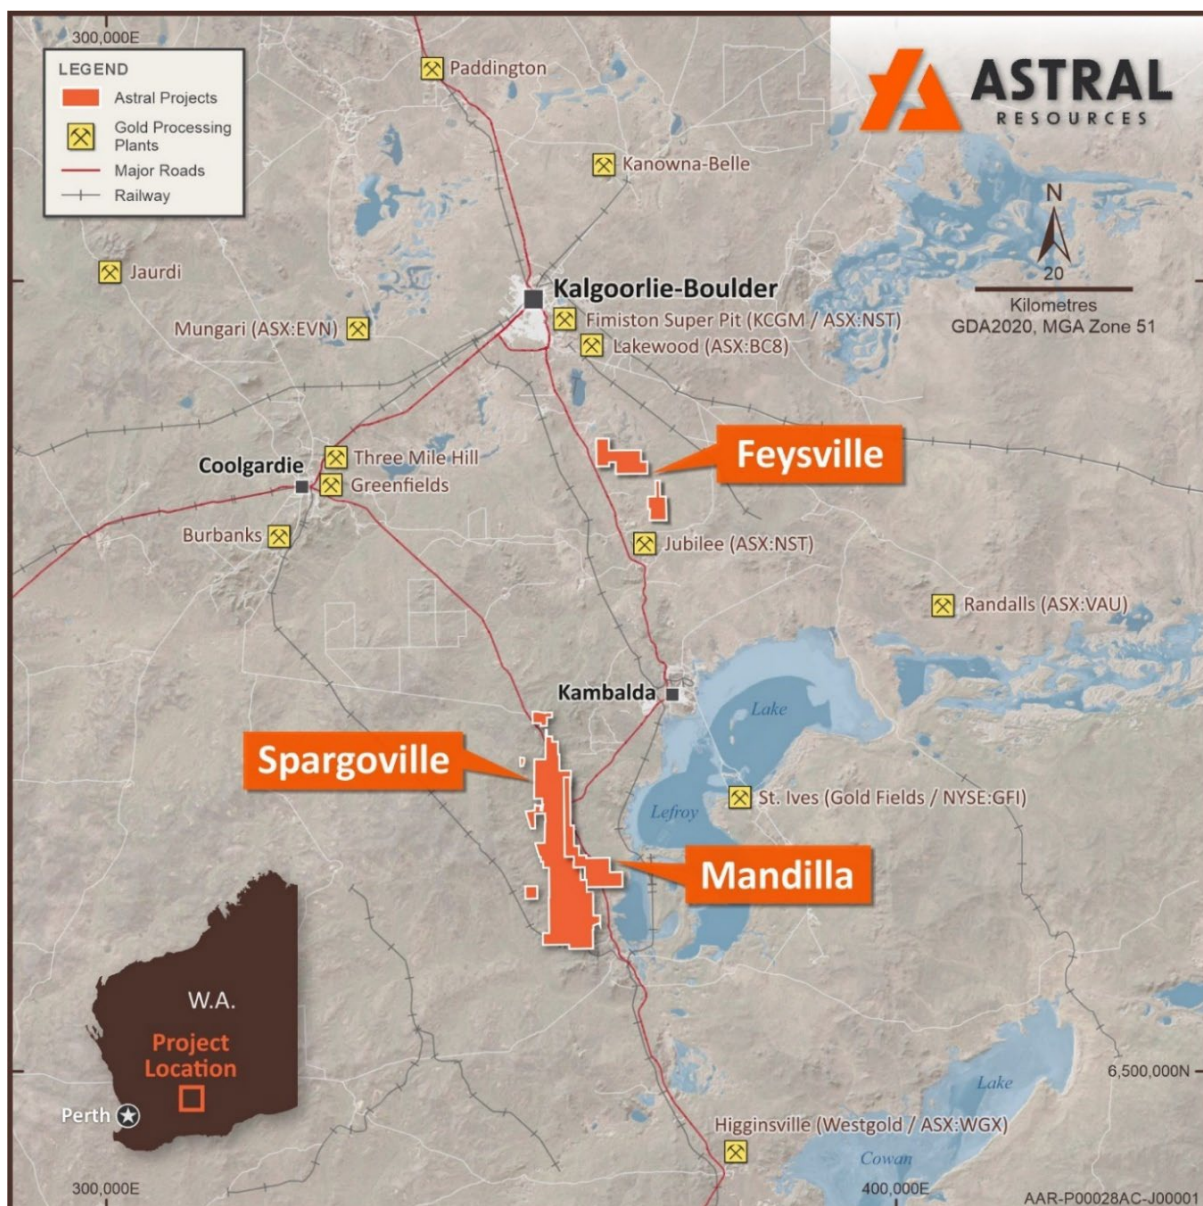 300,000E
LEGEND
Astral Projects
Gold Processing
Plants
Major Roads
Railway
ASTRAL
RESOURCES
Paddington
Kanowna-Belle
N
20
Kilometres
GDA2020, MGA Zone 51
Jaurdi
Kalgoorlie-Boulder
Mungari (ASX:EVN)
Fimiston Super Pit (KCGM / ASX:NST)
Lakewood (ASX:BC8)
Feysville
Coolgardie
Three Mile Hill
Greenfields
Burbanks
Jubilee (ASX:NST)
Randalls (ASX:VAU)
Kambalda
Lake
Spargoville
St. Ives (Gold Fields / NYSE:GFI)
Lefroy
Mandilla
W.A.
Project
Location
Perth
6,500,000N
Lake
Higginsville (Westgold / ASX:WGX)
Cowan
300,000E
400,000E
AAR-P00028AC-J00001